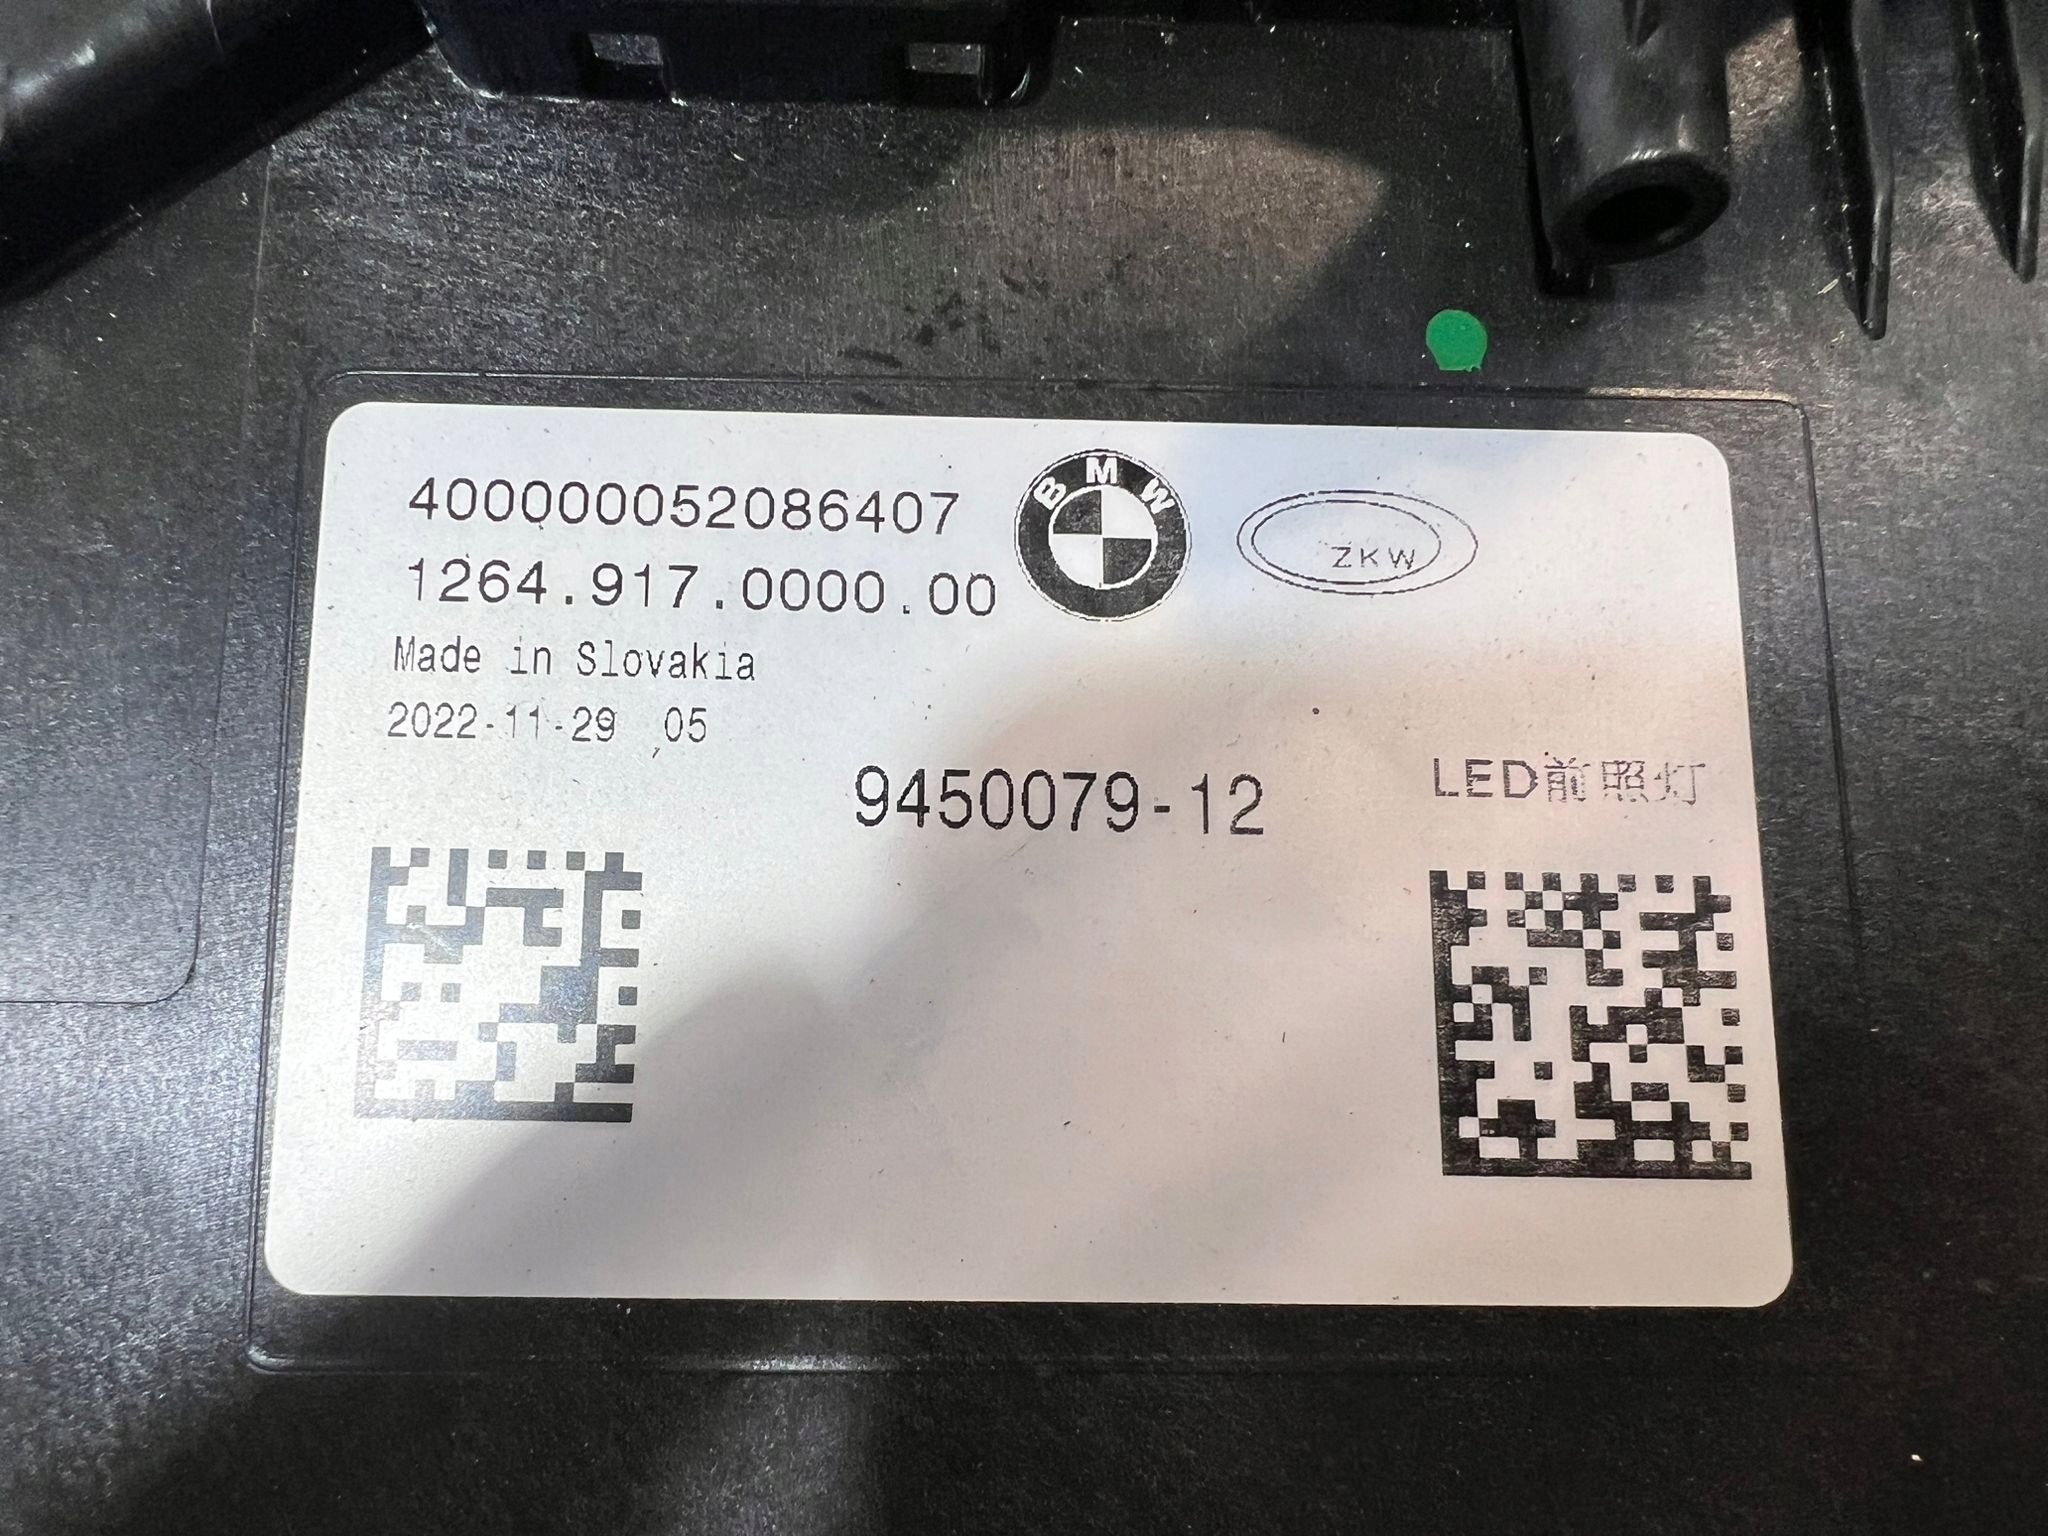 400000052086407
1264.917.0000.00
BMW
ZKW
Made in Slovakia
2022-11-29 05
9450079-12
LED前照灯